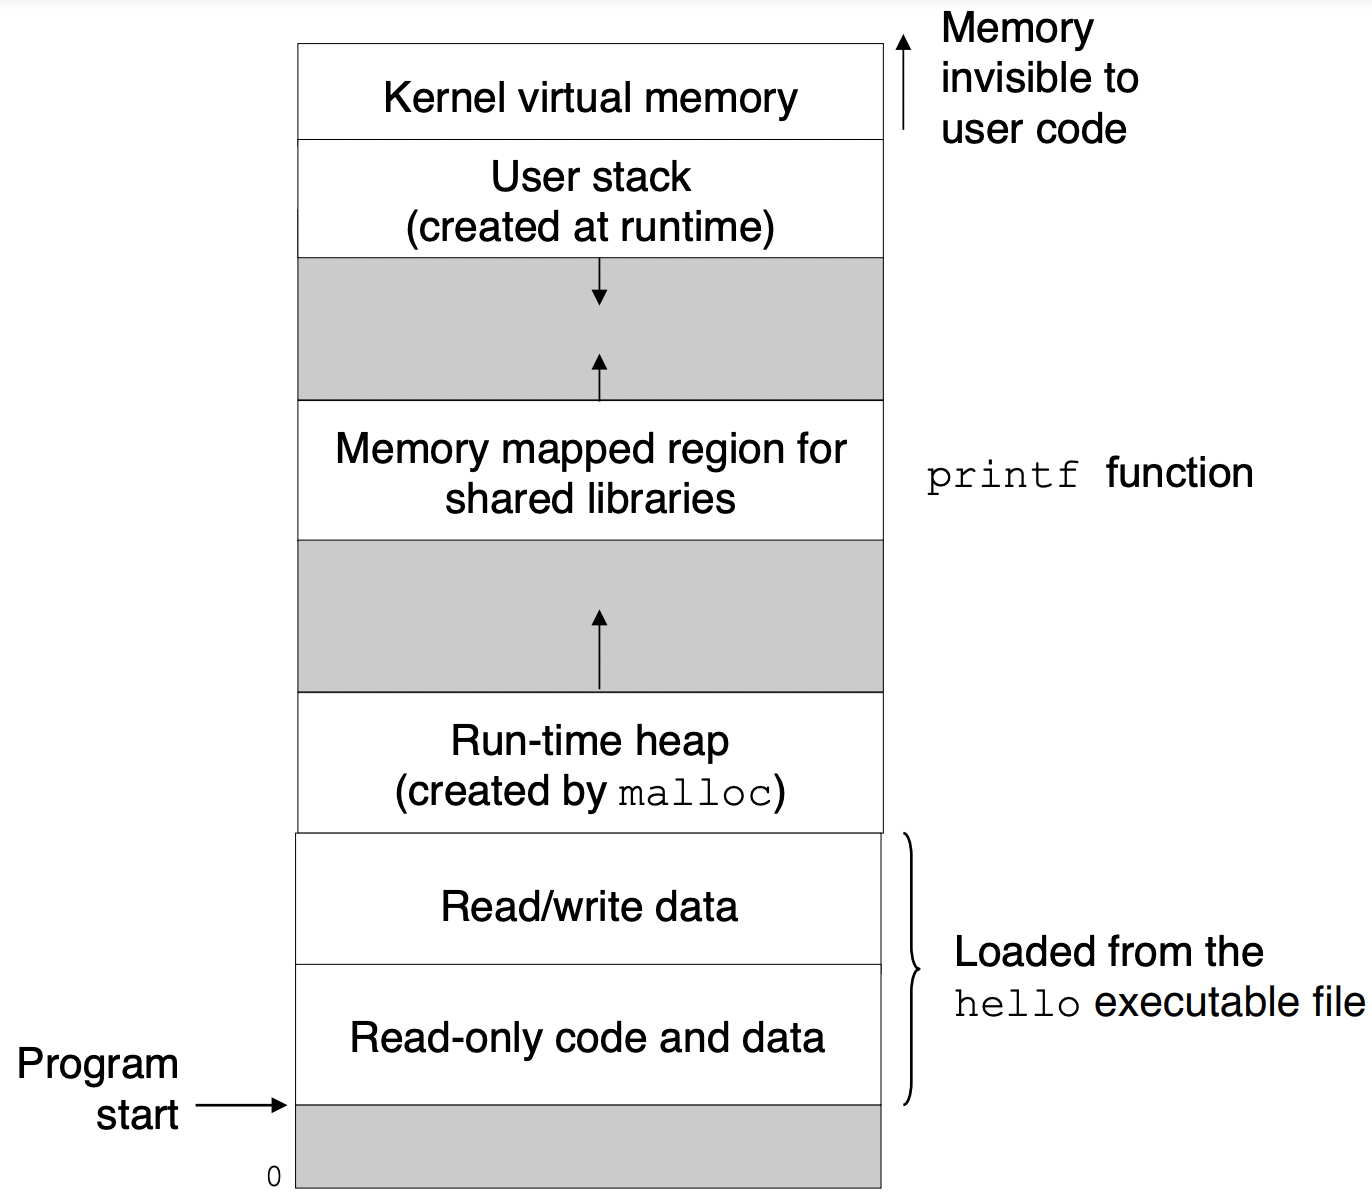 Memory
invisible to
user code
Kernel virtual memory
User stack
(created at runtime)
Memory mapped region for
shared libraries
printf function
Run-time heap
(created by malloc)
Read/write data
Loaded from the
hello executable file
Read-only code and data
Program
start
0